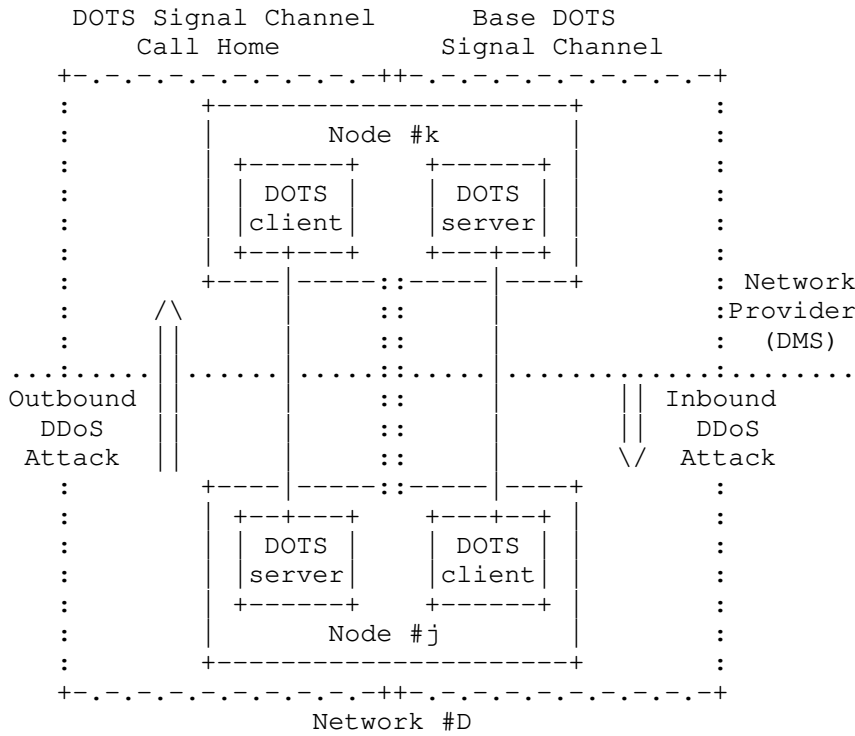 DOTS Signal Channel Base DOTS
Call Home Signal Channel
Node #k
DOTS DOTS
client server
Network
Provider
(DMS)
Outbound Inbound
DDoS DDoS
Attack Attack
DOTS DOTS
server client
Node #j
Network #D